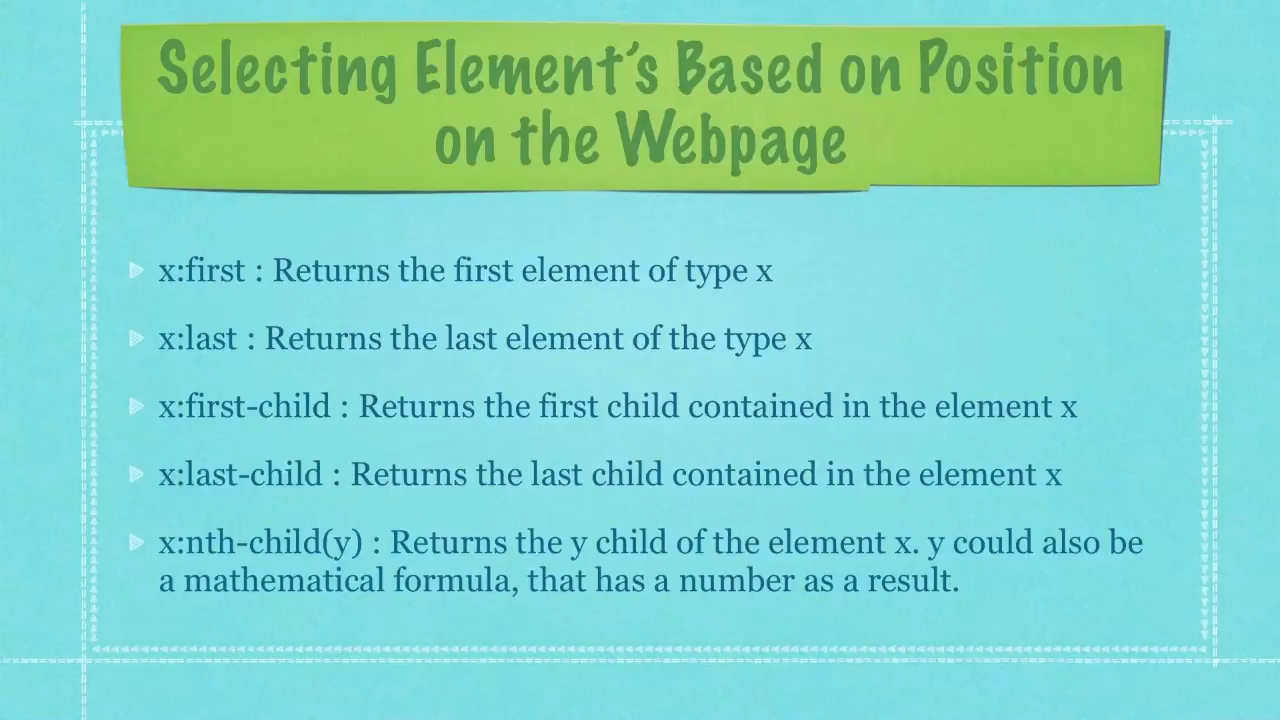 Selecting Element’s Based on Position
on the Webpage
x:first : Returns the first element of type x
x:last : Returns the last element of the type x
x:first-child : Returns the first child contained in the element x
x:last-child : Returns the last child contained in the element x
x:nth-child(y) : Returns the y child of the element x. y could also be
a mathematical formula, that has a number as a result.